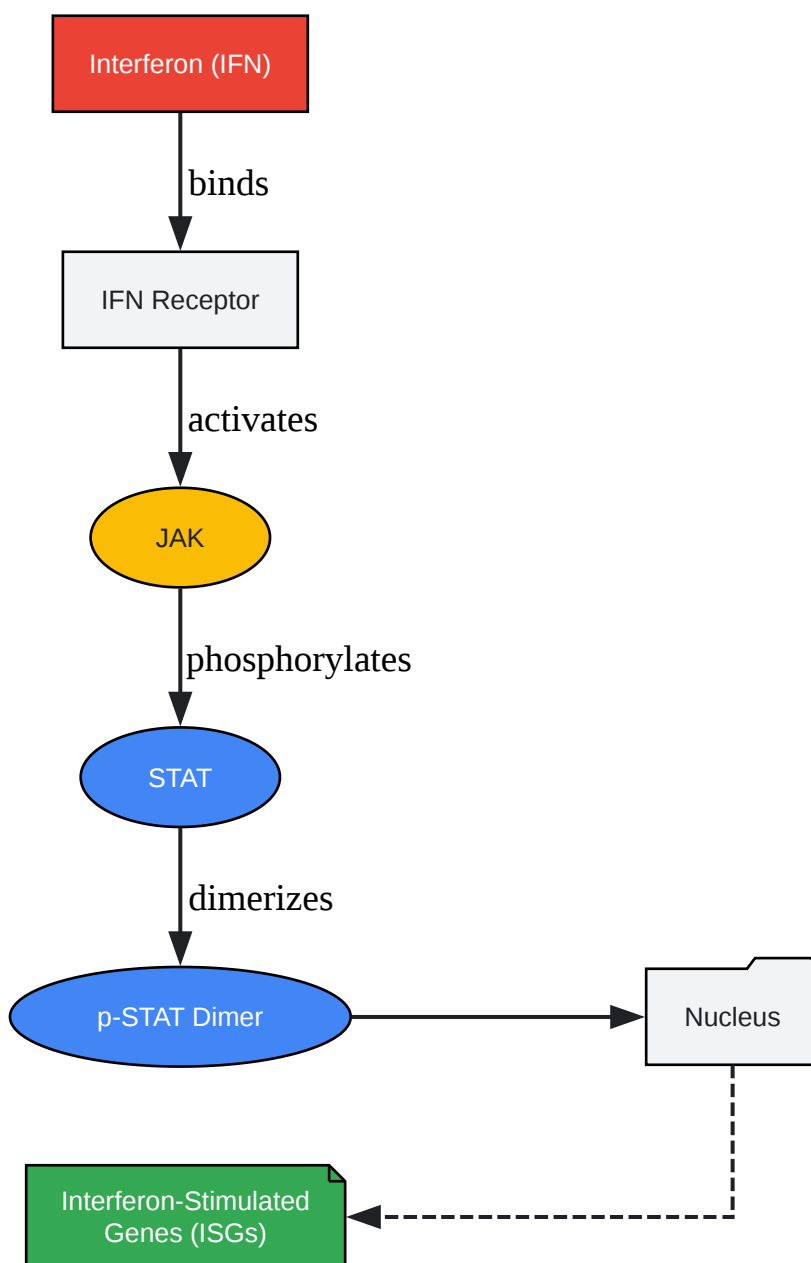 Interferon (IFN)
binds
IFN Receptor
activates
JAK
phosphorylates
STAT
dimerizes
p-STAT Dimer
Nucleus
Interferon-Stimulated
Genes (ISGs)